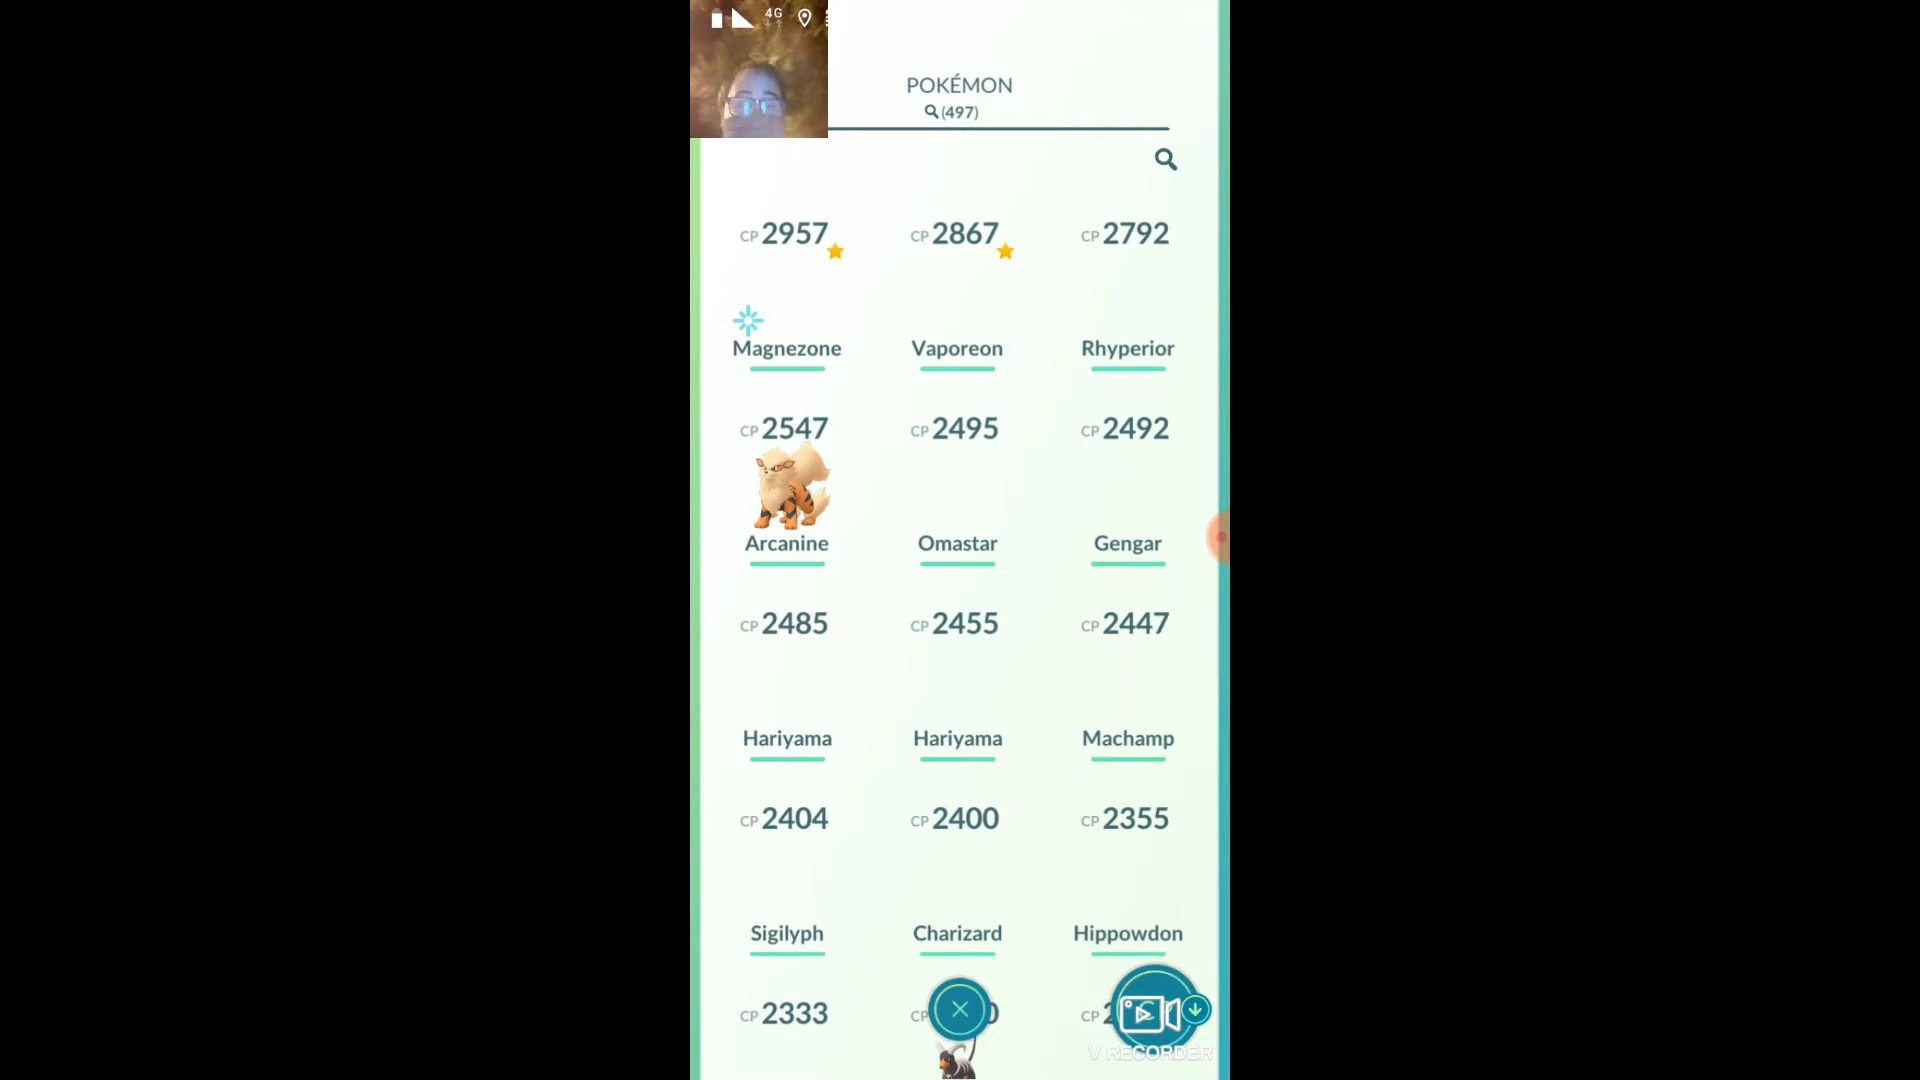 4G
POKÉMON
(497)
CP 2957 CP 2867 CP 2792
Magnezone Vaporeon Rhyperior
CP 2547 CP 2495 CP 2492
Arcanine Omastar Gengar
CP 2485 CP 2455 CP 2447
Hariyama Hariyama Machamp
CP 2404 CP 2400 CP 2355
Sigilyph Charizard Hippowdon
CP 2333 CP CP
V RECORDER